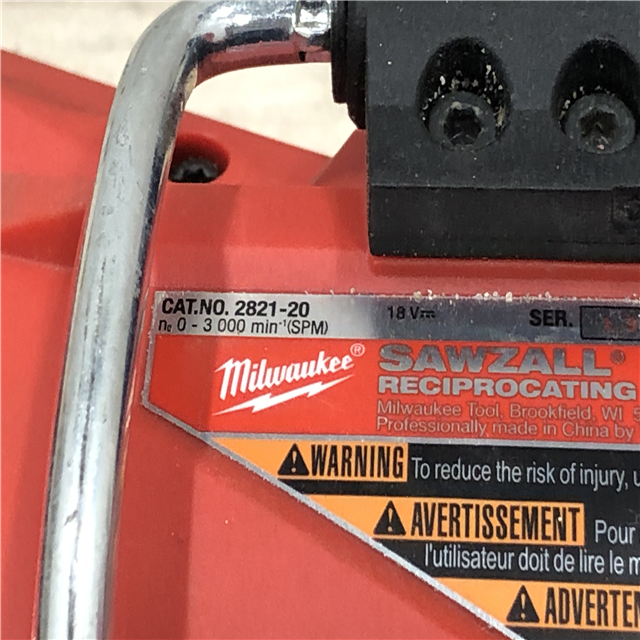 CAT.NO. 2821-20 18 V⎓ SER.
n₀ 0 - 3 000 min⁻¹(SPM)
Milwaukee®
SAWZALL®
RECIPROCATING
Milwaukee Tool, Brookfield, WI
Professionally made in China by
WARNING To reduce the risk of injury,
AVERTISSEMENT Pour
l'utilisateur doit de lire le